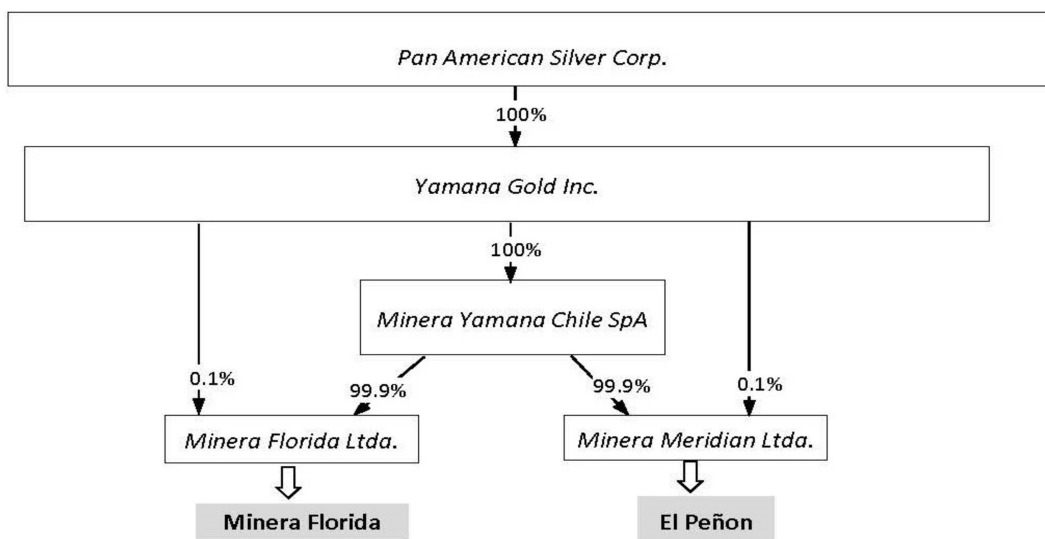 Pan American Silver Corp.
100%
Yamana Gold Inc.
100%
Minera Yamana Chile SpA
0.1%
99.9%
99.9%
0.1%
Minera Florida Ltda.
Minera Meridian Ltda.
Minera Florida
El Peñon